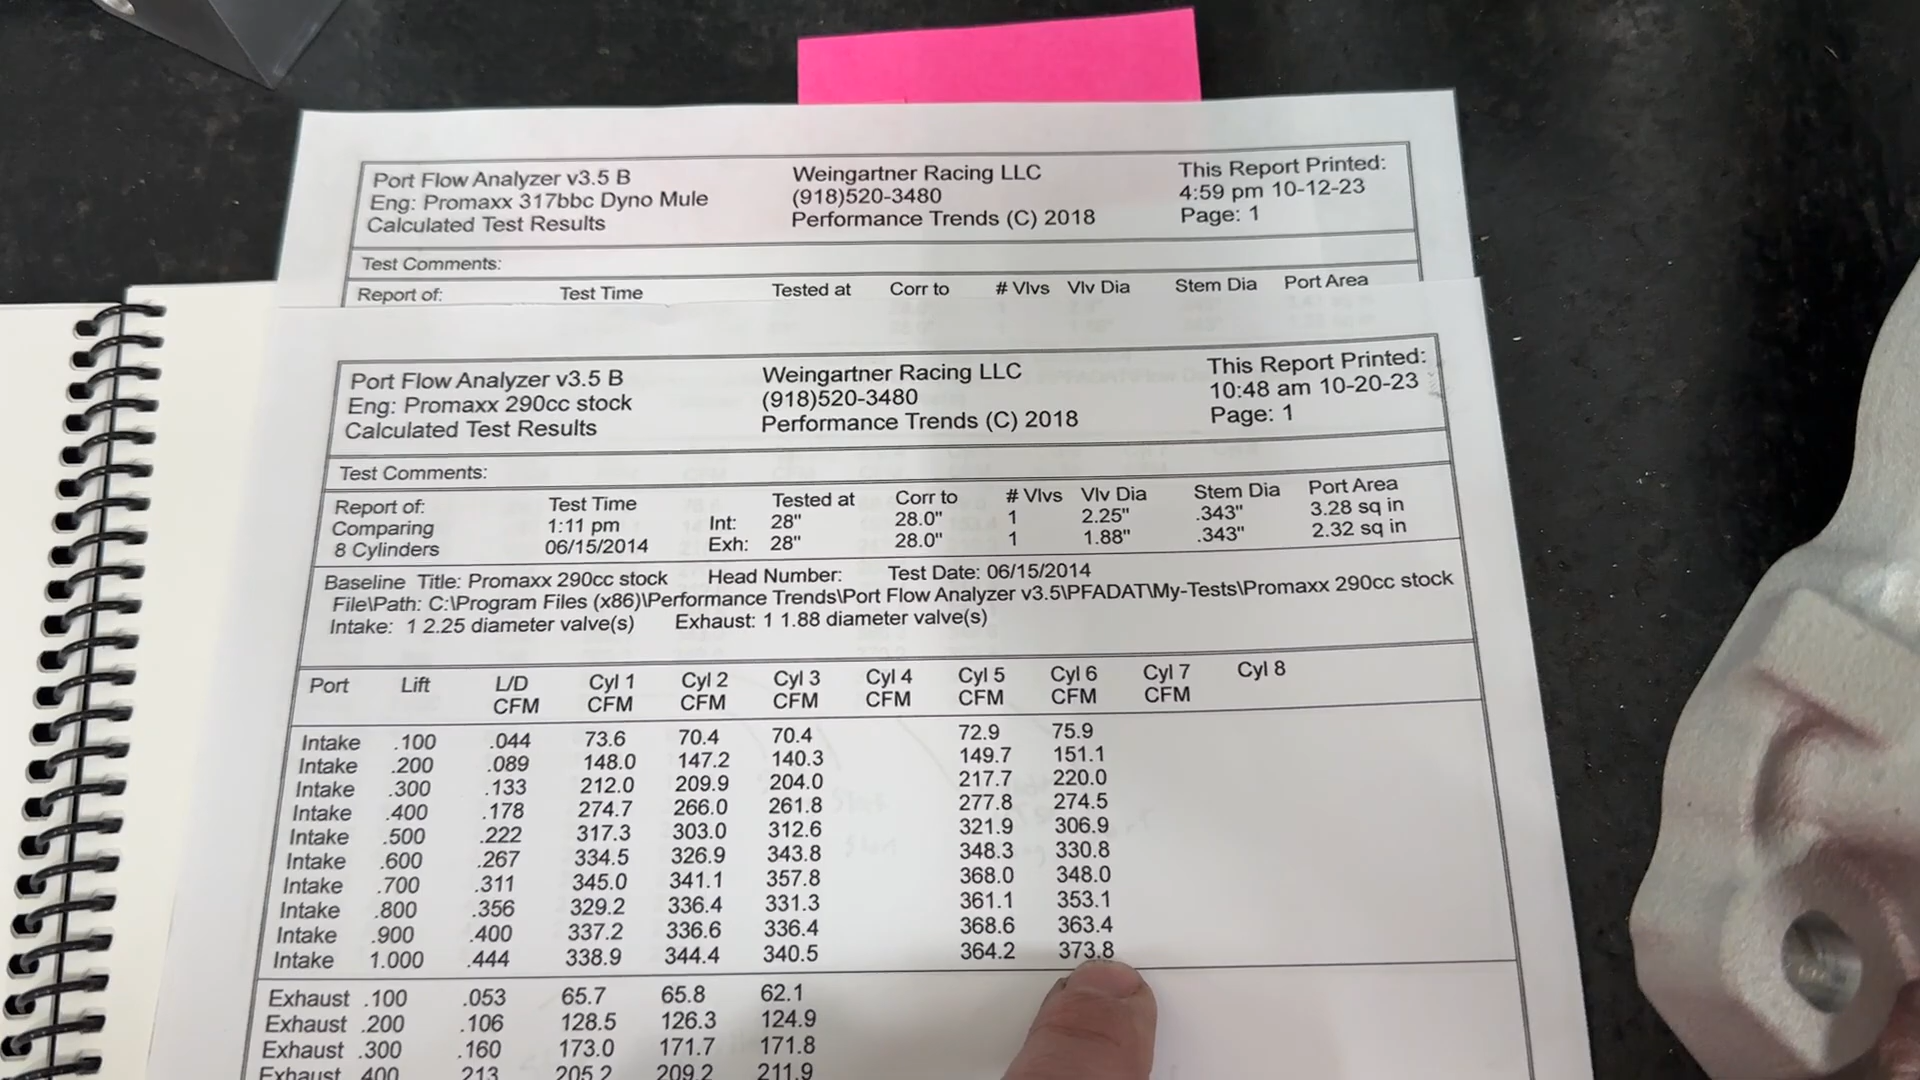 Port Flow Analyzer v3.5 B Weingartner Racing LLC This Report Printed:
Eng: Promaxx 317bbc Dyno Mule (918)520-3480 4:59 pm 10-12-23
Calculated Test Results Performance Trends (C) 2018 Page: 1
Test Comments:
Report of: Test Time Tested at Corr to # Vlvs Vlv Dia Stem Dia Port Area
Port Flow Analyzer v3.5 B Weingartner Racing LLC This Report Printed:
Eng: Promaxx 290cc stock (918)520-3480 10:48 am 10-20-23
Calculated Test Results Performance Trends (C) 2018 Page: 1
Test Comments:
Report of: Test Time Tested at Corr to # Vlvs Vlv Dia Stem Dia Port Area
Comparing 1:11 pm Int: 28" 28.0" 1 2.25" .343" 3.28 sq in
8 Cylinders 06/15/2014 Exh: 28" 28.0" 1 1.88" .343" 2.32 sq in
Baseline Title: Promaxx 290cc stock Head Number: Test Date: 06/15/2014
File\Path: C:\Program Files (x86)\Performance Trends\Port Flow Analyzer v3.5\PFADAT\My-Tests\Promaxx 290cc stock
Intake: 1 2.25 diameter valve(s) Exhaust: 1 1.88 diameter valve(s)
Port Lift L/D Cyl 1 Cyl 2 Cyl 3 Cyl 4 Cyl 5 Cyl 6 Cyl 7 Cyl 8
CFM CFM CFM CFM CFM CFM CFM CFM
Intake .100 .044 73.6 70.4 70.4 72.9 75.9
Intake .200 .089 148.0 147.2 140.3 149.7 151.1
Intake .300 .133 212.0 209.9 204.0 217.7 220.0
Intake .400 .178 274.7 266.0 261.8 277.8 274.5
Intake .500 .222 317.3 303.0 312.6 321.9 306.9
Intake .600 .267 334.5 326.9 343.8 348.3 330.8
Intake .700 .311 345.0 341.1 357.8 368.0 348.0
Intake .800 .356 329.2 336.4 331.3 361.1 353.1
Intake .900 .400 337.2 336.6 336.4 368.6 363.4
Intake 1.000 .444 338.9 344.4 340.5 364.2 373.8
Exhaust .100 .053 65.7 65.8 62.1
Exhaust .200 .106 128.5 126.3 124.9
Exhaust .300 .160 173.0 171.7 171.8
Exhaust .400 .213 205.2 209.2 211.9